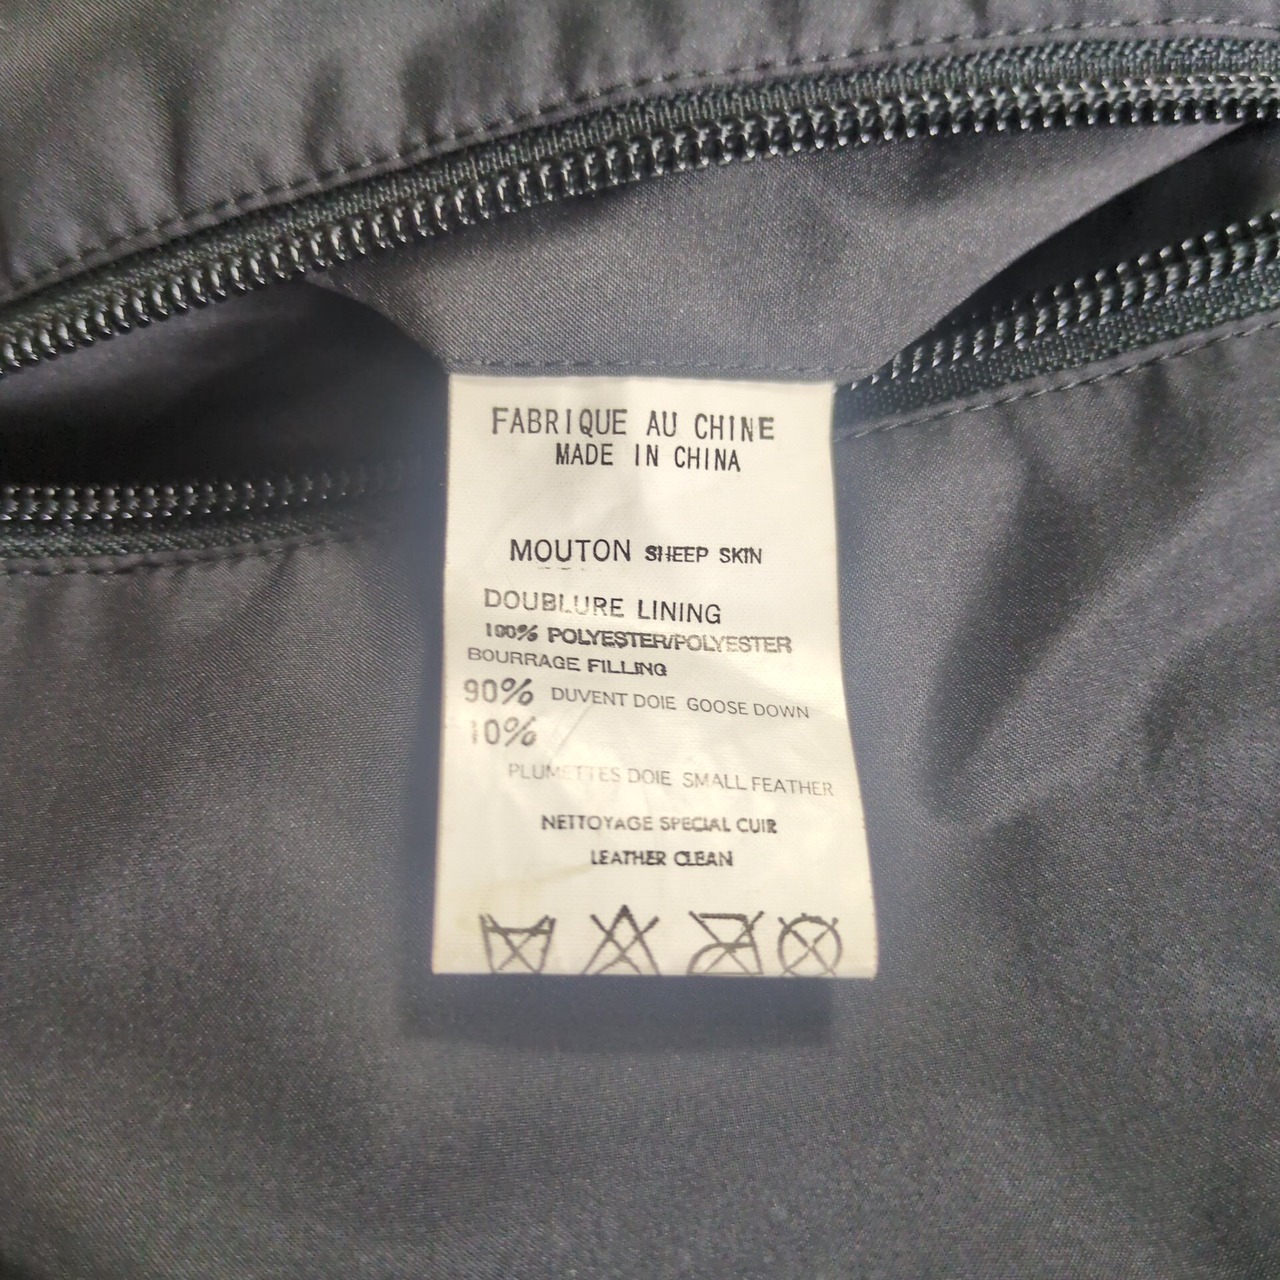 FABRIQUE AU CHINE
MADE IN CHINA
MOUTON SHEEP SKIN
DOUBLURE LINING
100% POLYESTER/POLYESTER
BOURRAGE FILLING
90% DUVENT DOIE GOOSE DOWN
10%
PLUMETTES DOIE SMALL FEATHER
NETTOYAGE SPECIAL CUIR
LEATHER CLEAN